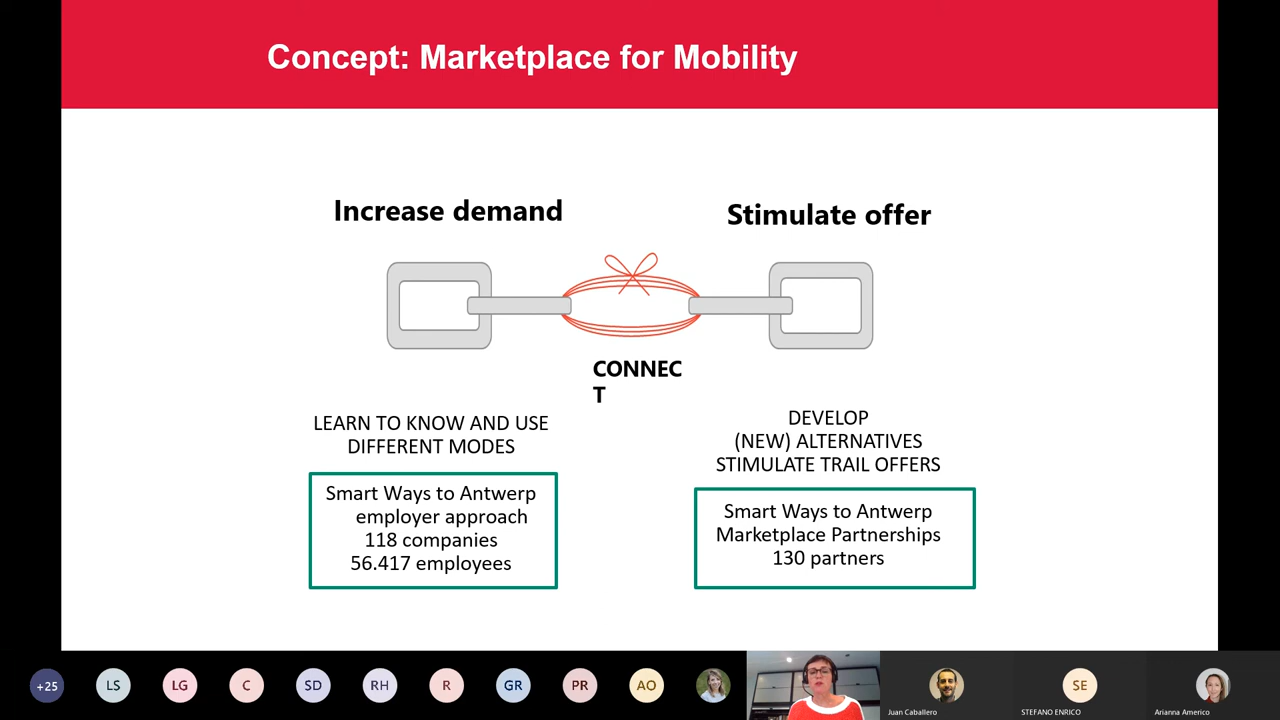 Concept: Marketplace for Mobility
Increase demand
Stimulate offer
CONNEC
T
LEARN TO KNOW AND USE
DIFFERENT MODES
DEVELOP
(NEW) ALTERNATIVES
STIMULATE TRAIL OFFERS
Smart Ways to Antwerp
employer approach
118 companies
56.417 employees
Smart Ways to Antwerp
Marketplace Partnerships
130 partners
+25
LS
LG
C
SD
RH
R
GR
PR
AO
SE
Juan Caballero
STEFANO ENRICO
Arianna Americo